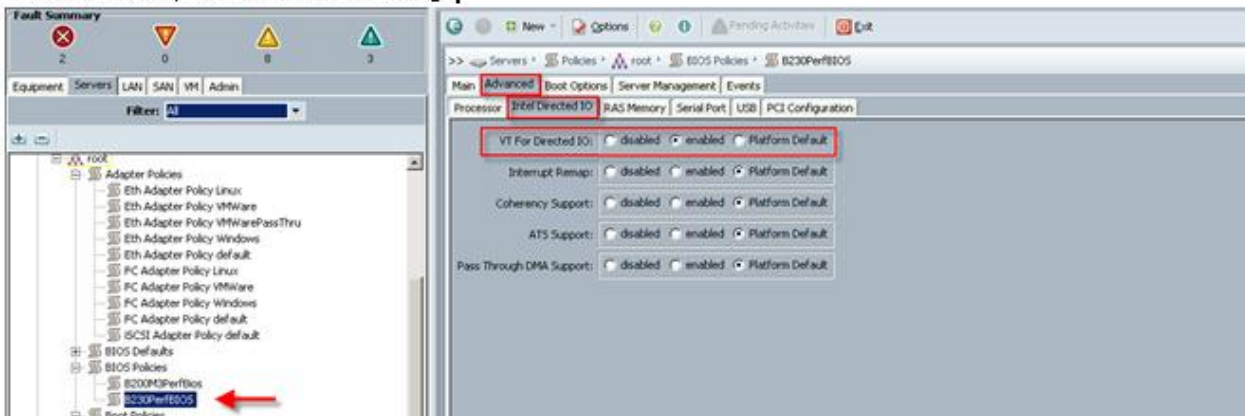 Fault Summary
2 0 8 3
Equipment Servers LAN SAN VM Admin
Filter: All
root
Adapter Policies
Eth Adapter Policy Linux
Eth Adapter Policy VMWare
Eth Adapter Policy VMWarePassThru
Eth Adapter Policy Windows
Eth Adapter Policy default
FC Adapter Policy Linux
FC Adapter Policy VMWare
FC Adapter Policy Windows
FC Adapter Policy default
iSCSI Adapter Policy default
BIOS Defaults
BIOS Policies
B200M3PerfBios
B230PerfBIOS
Boot Policies
New Options Pending Activities Exit
>> Servers Policies root BIOS Policies B230PerfBIOS
Main Advanced Boot Options Server Management Events
Processor Intel Directed IO RAS Memory Serial Port USB PCI Configuration
VT For Directed IO: disabled enabled Platform Default
Interrupt Remap: disabled enabled Platform Default
Coherency Support: disabled enabled Platform Default
ATS Support: disabled enabled Platform Default
Pass Through DMA Support: disabled enabled Platform Default